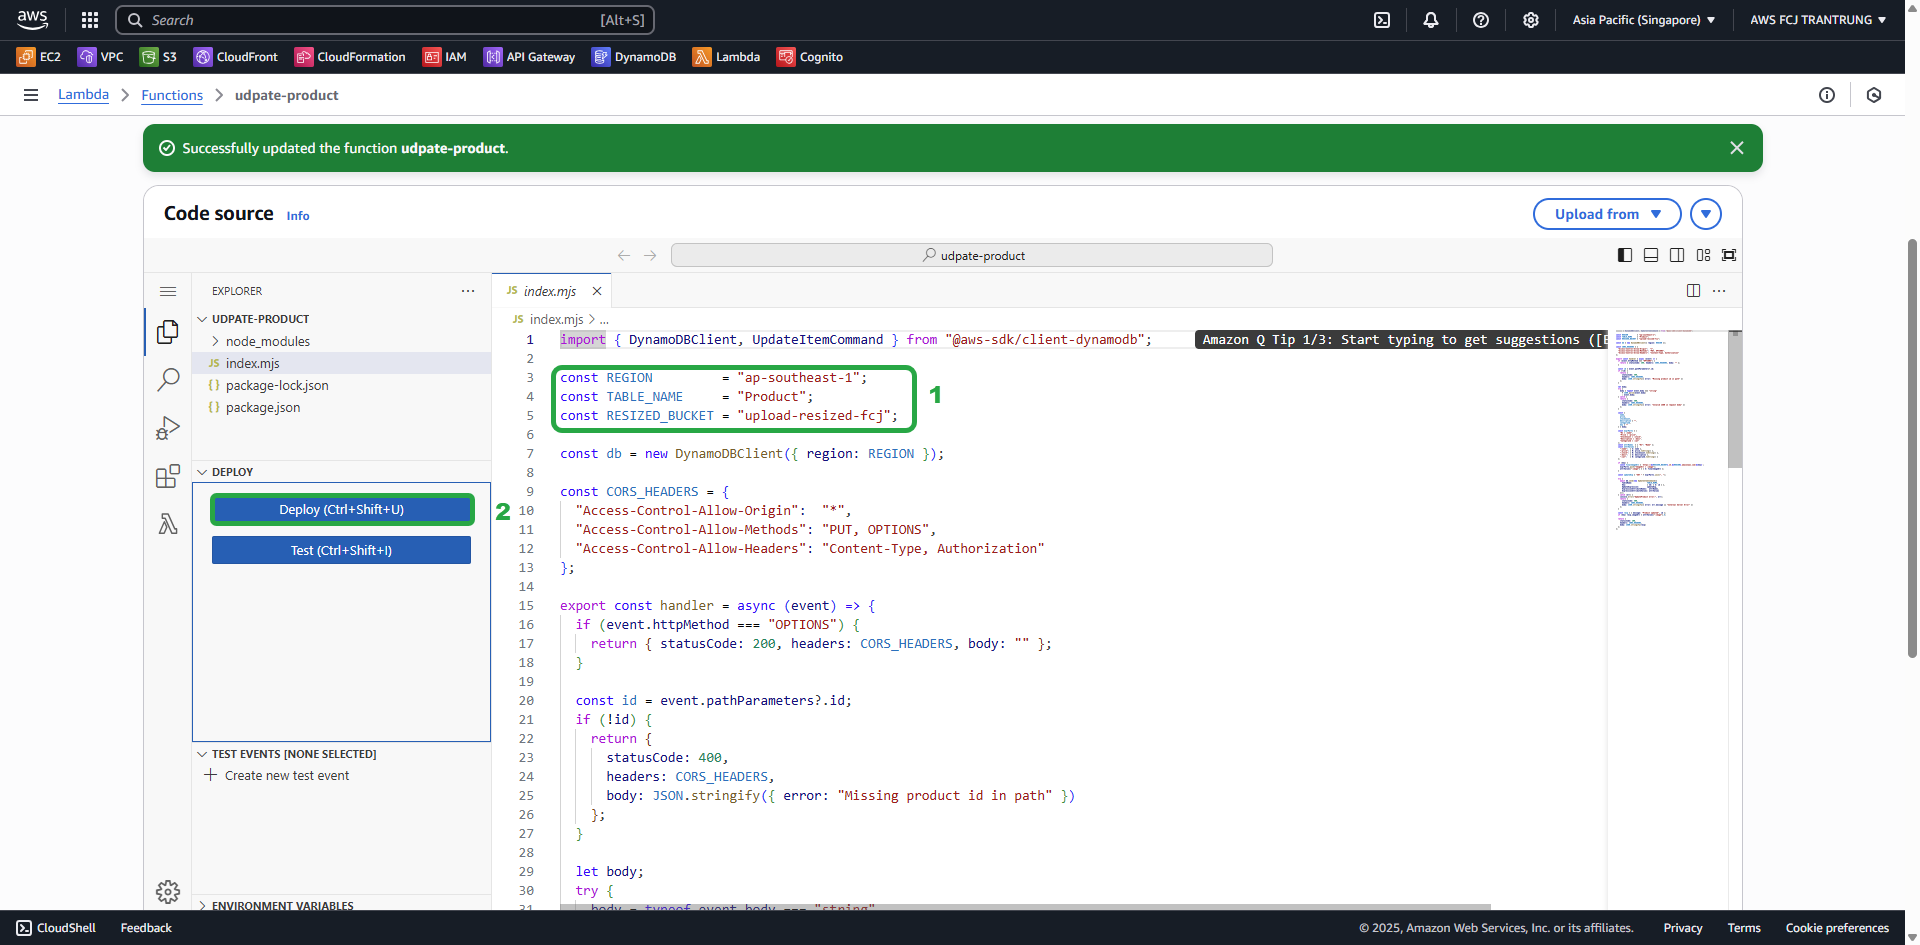 aws
Search [Alt+S]
Asia Pacific (Singapore) AWS FCJ TRANTRUNG
EC2 VPC S3 CloudFront CloudFormation IAM API Gateway DynamoDB Lambda Cognito
Lambda Functions udpate-product
Successfully updated the function udpate-product.
Code source Info
Upload from
udpate-product
EXPLORER
UDPATE-PRODUCT
node_modules
JS index.mjs
{ } package-lock.json
{ } package.json
DEPLOY
Deploy (Ctrl+Shift+U)
2
Test (Ctrl+Shift+I)
TEST EVENTS [NONE SELECTED]
Create new test event
ENVIRONMENT VARIABLES
JS index.mjs
JS index.mjs > ...
1 import { DynamoDBClient, UpdateItemCommand } from "@aws-sdk/client-dynamodb";
Amazon Q Tip 1/3: Start typing to get suggestions ([E
2
3 const REGION = "ap-southeast-1";
4 const TABLE_NAME = "Product";
5 const RESIZED_BUCKET = "upload-resized-fcj";
1
6
7 const db = new DynamoDBClient({ region: REGION });
8
9 const CORS_HEADERS = {
10 "Access-Control-Allow-Origin": "*",
11 "Access-Control-Allow-Methods": "PUT, OPTIONS",
12 "Access-Control-Allow-Headers": "Content-Type, Authorization"
13 };
14
15 export const handler = async (event) => {
16 if (event.httpMethod === "OPTIONS") {
17 return { statusCode: 200, headers: CORS_HEADERS, body: "" };
18 }
19
20 const id = event.pathParameters?.id;
21 if (!id) {
22 return {
23 statusCode: 400,
24 headers: CORS_HEADERS,
25 body: JSON.stringify({ error: "Missing product id in path" })
26 };
27 }
28
29 let body;
30 try {
31 body = typeof event.body === "string"
CloudShell Feedback
© 2025, Amazon Web Services, Inc. or its affiliates. Privacy Terms Cookie preferences